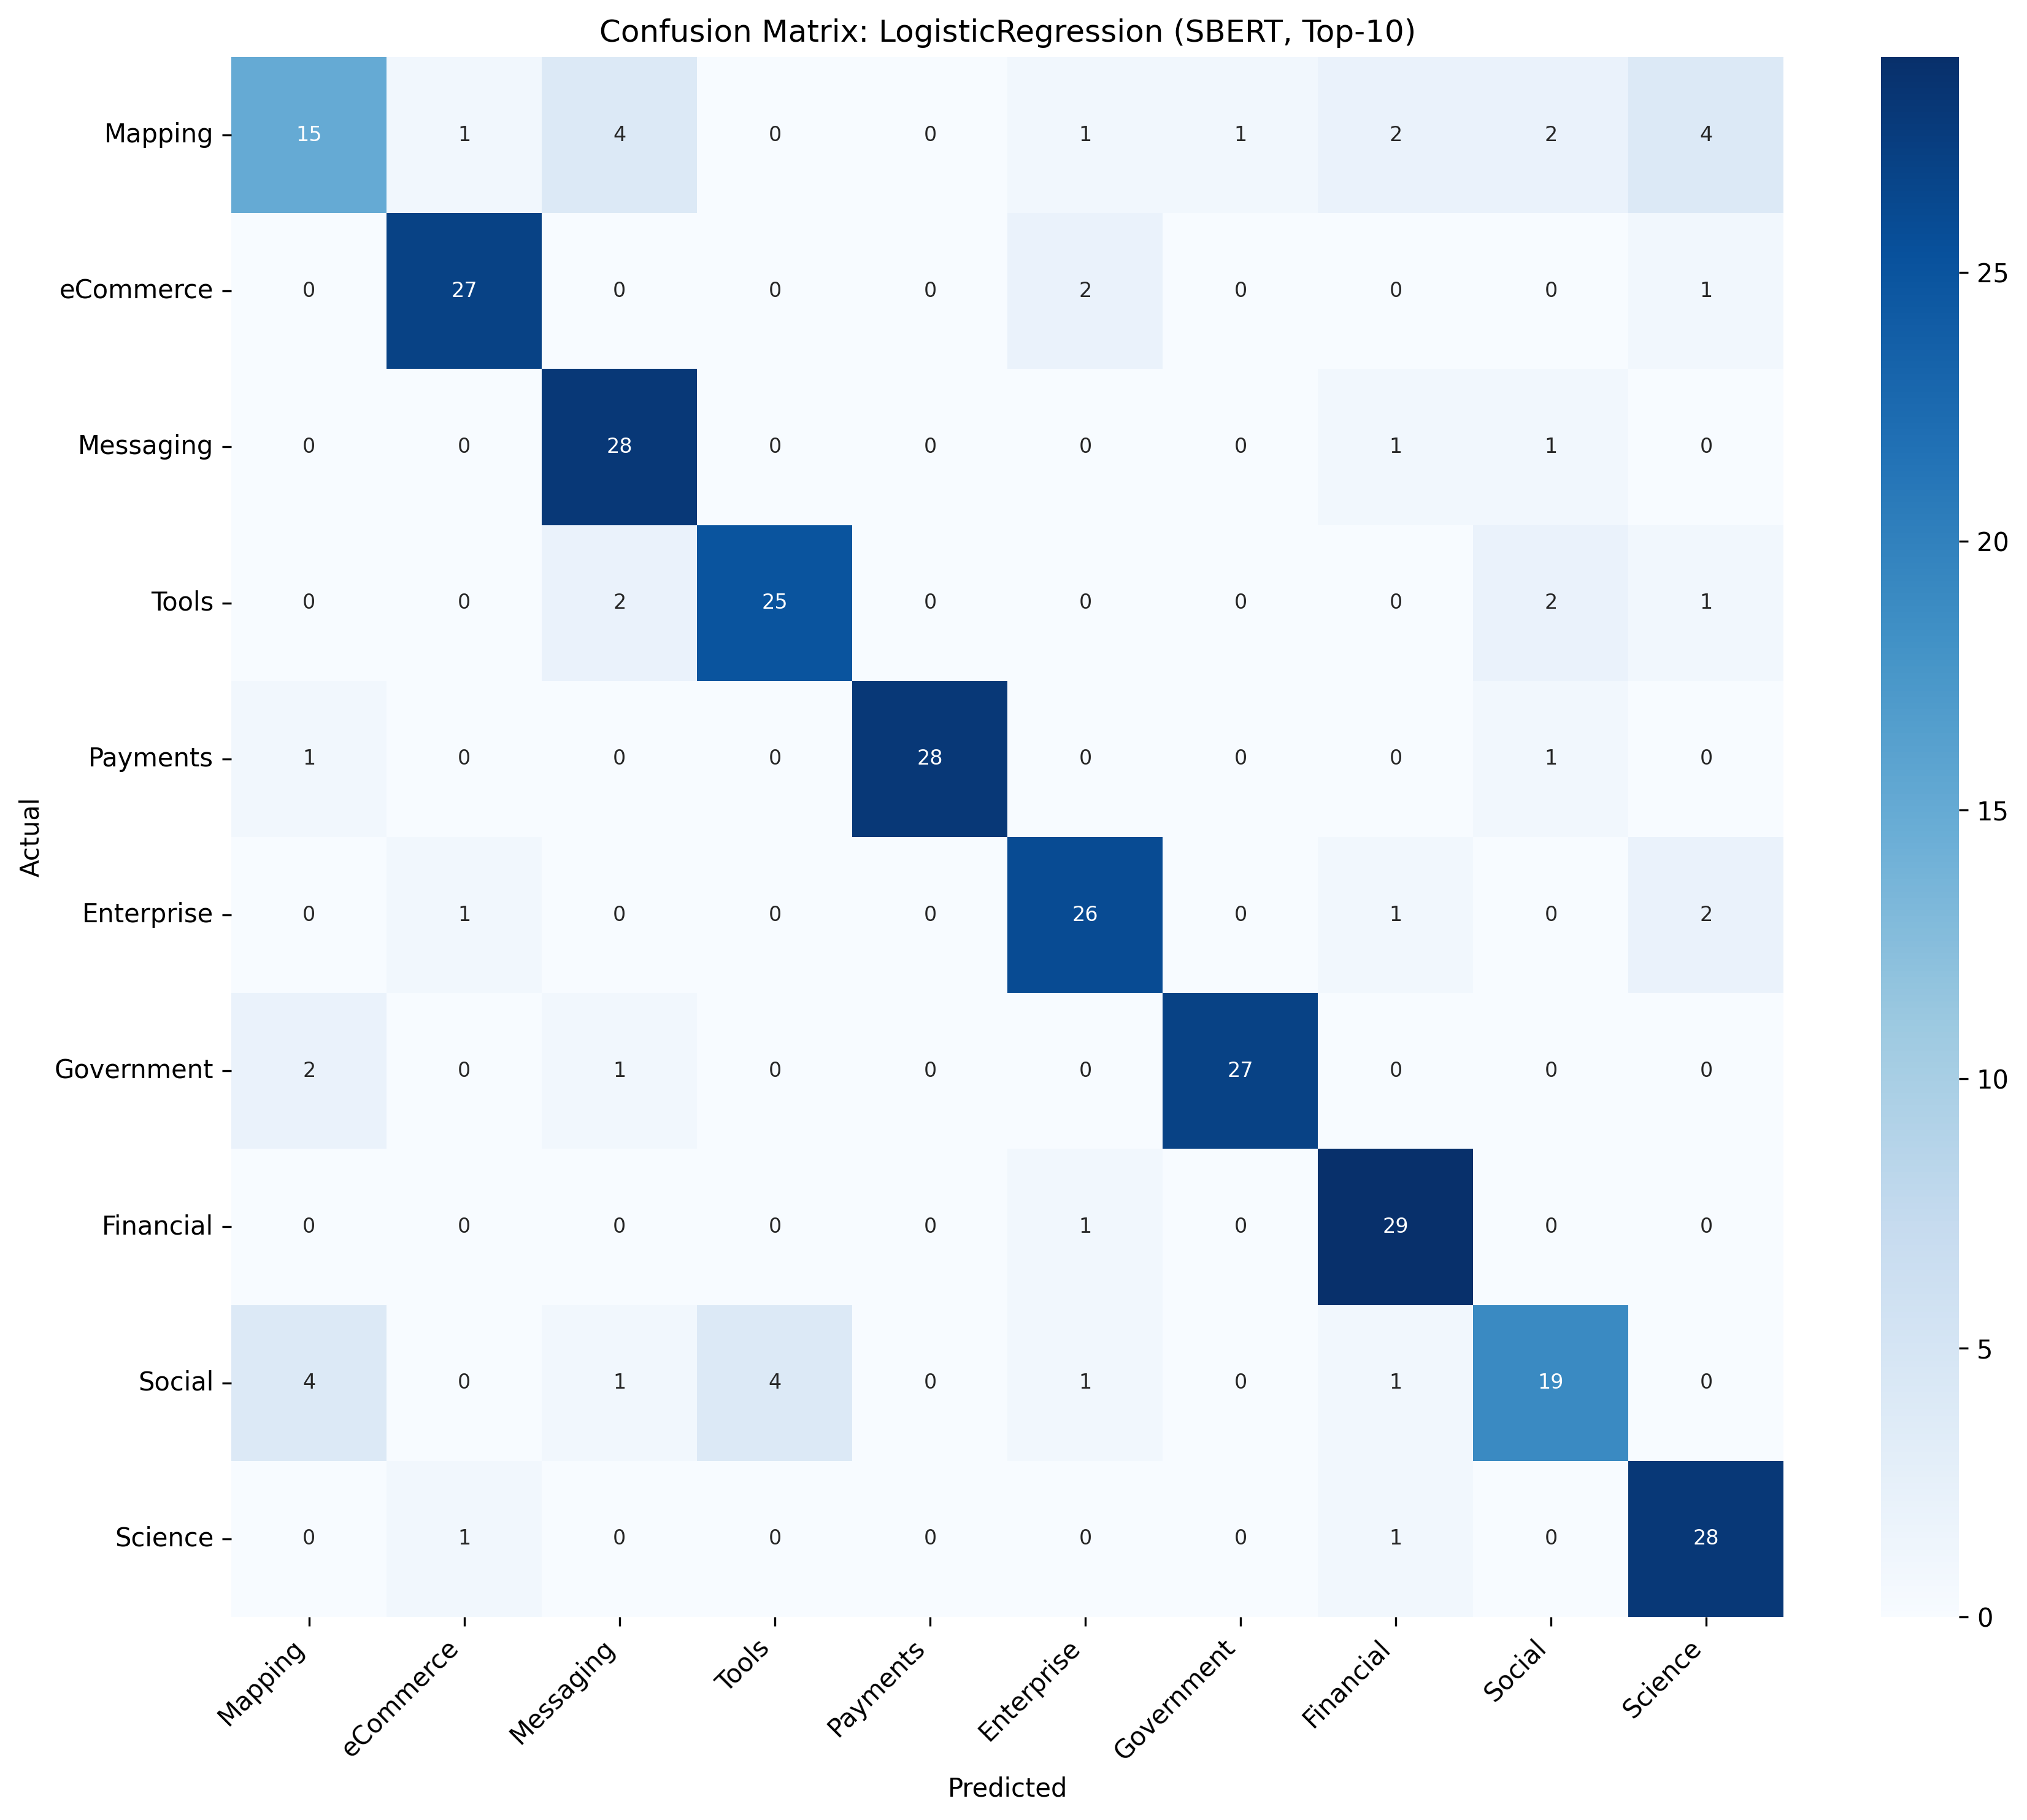 Confusion Matrix: LogisticRegression (SBERT, Top-10)
Mapping 15 1 4 0 0 1 1 2 2 4
eCommerce 0 27 0 0 0 2 0 0 0 1
Messaging 0 0 28 0 0 0 0 1 1 0
Tools 0 0 2 25 0 0 0 0 2 1
Payments 1 0 0 0 28 0 0 0 1 0
Enterprise 0 1 0 0 0 26 0 1 0 2
Government 2 0 1 0 0 0 27 0 0 0
Financial 0 0 0 0 0 1 0 29 0 0
Social 4 0 1 4 0 1 0 1 19 0
Science 0 1 0 0 0 0 0 1 0 28
Actual
Mapping eCommerce Messaging Tools Payments Enterprise Government Financial Social Science
Predicted
25
20
15
10
5
0